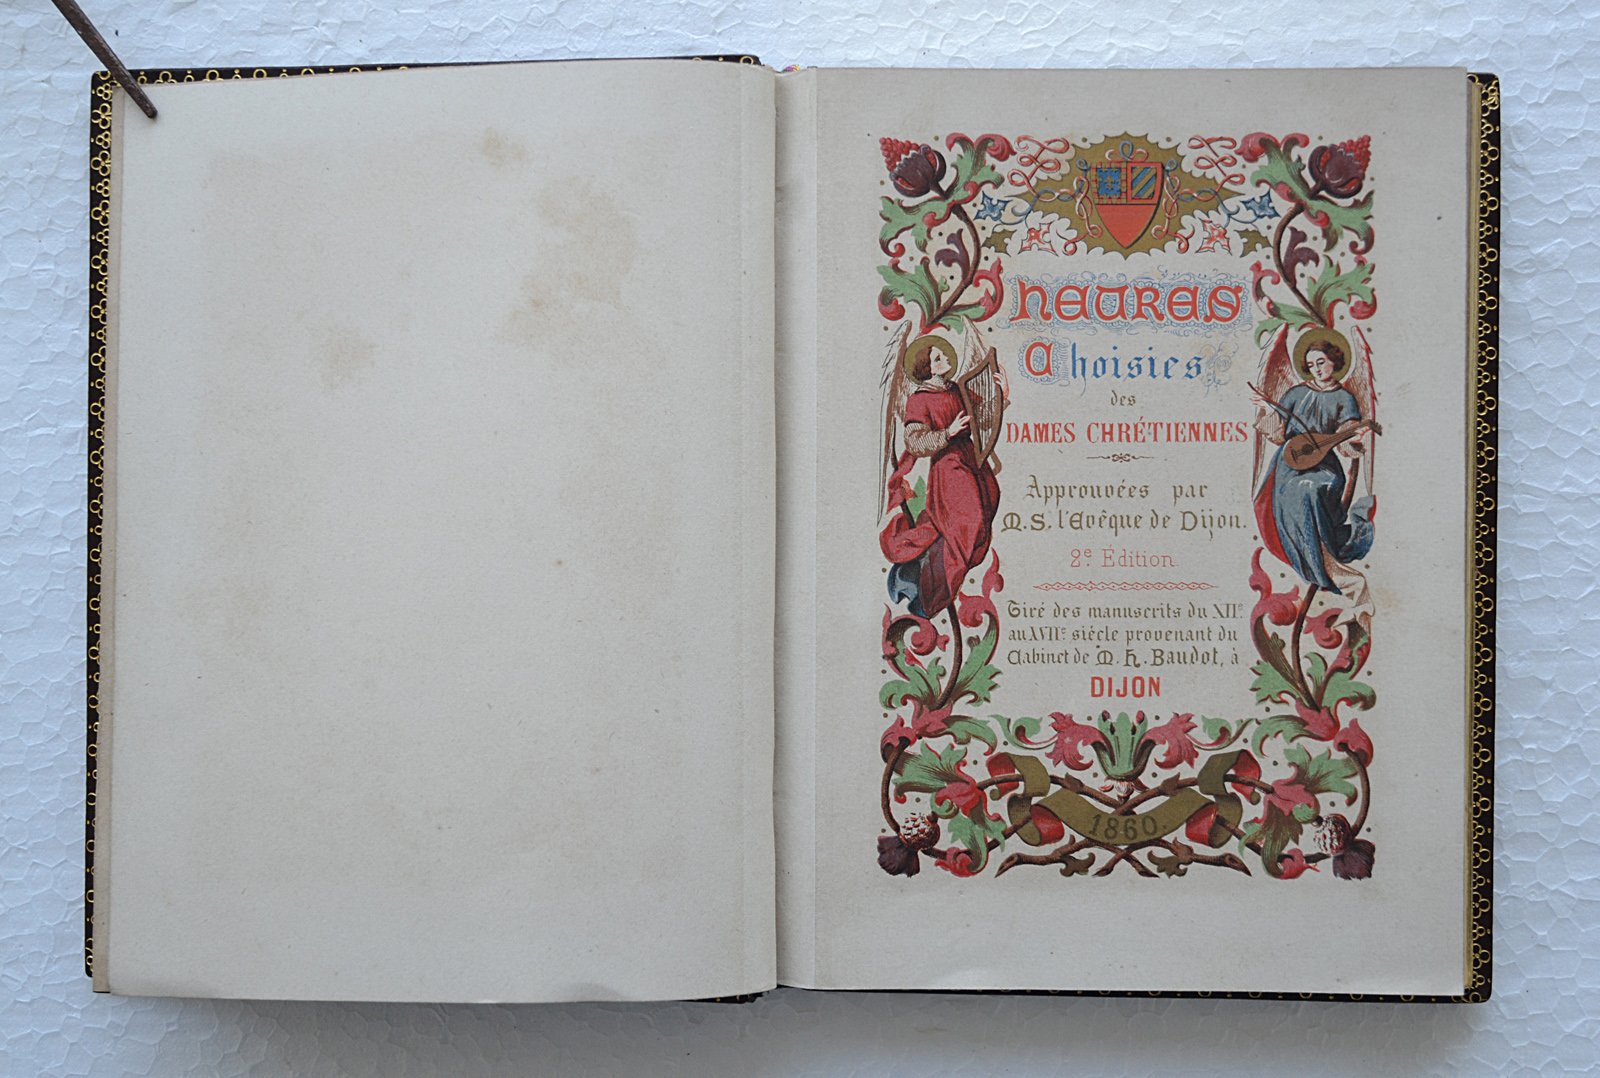 HEURES
Choisies
des
DAMES CHRÉTIENNES
Approuvées par
M.S. l'Evêque de Dijon.
2e. Édition.
Tiré des manuscrits du XIIe.
au XVIIe siécle provenant du
Cabinet de M. H. Baudot, à
DIJON
1860.